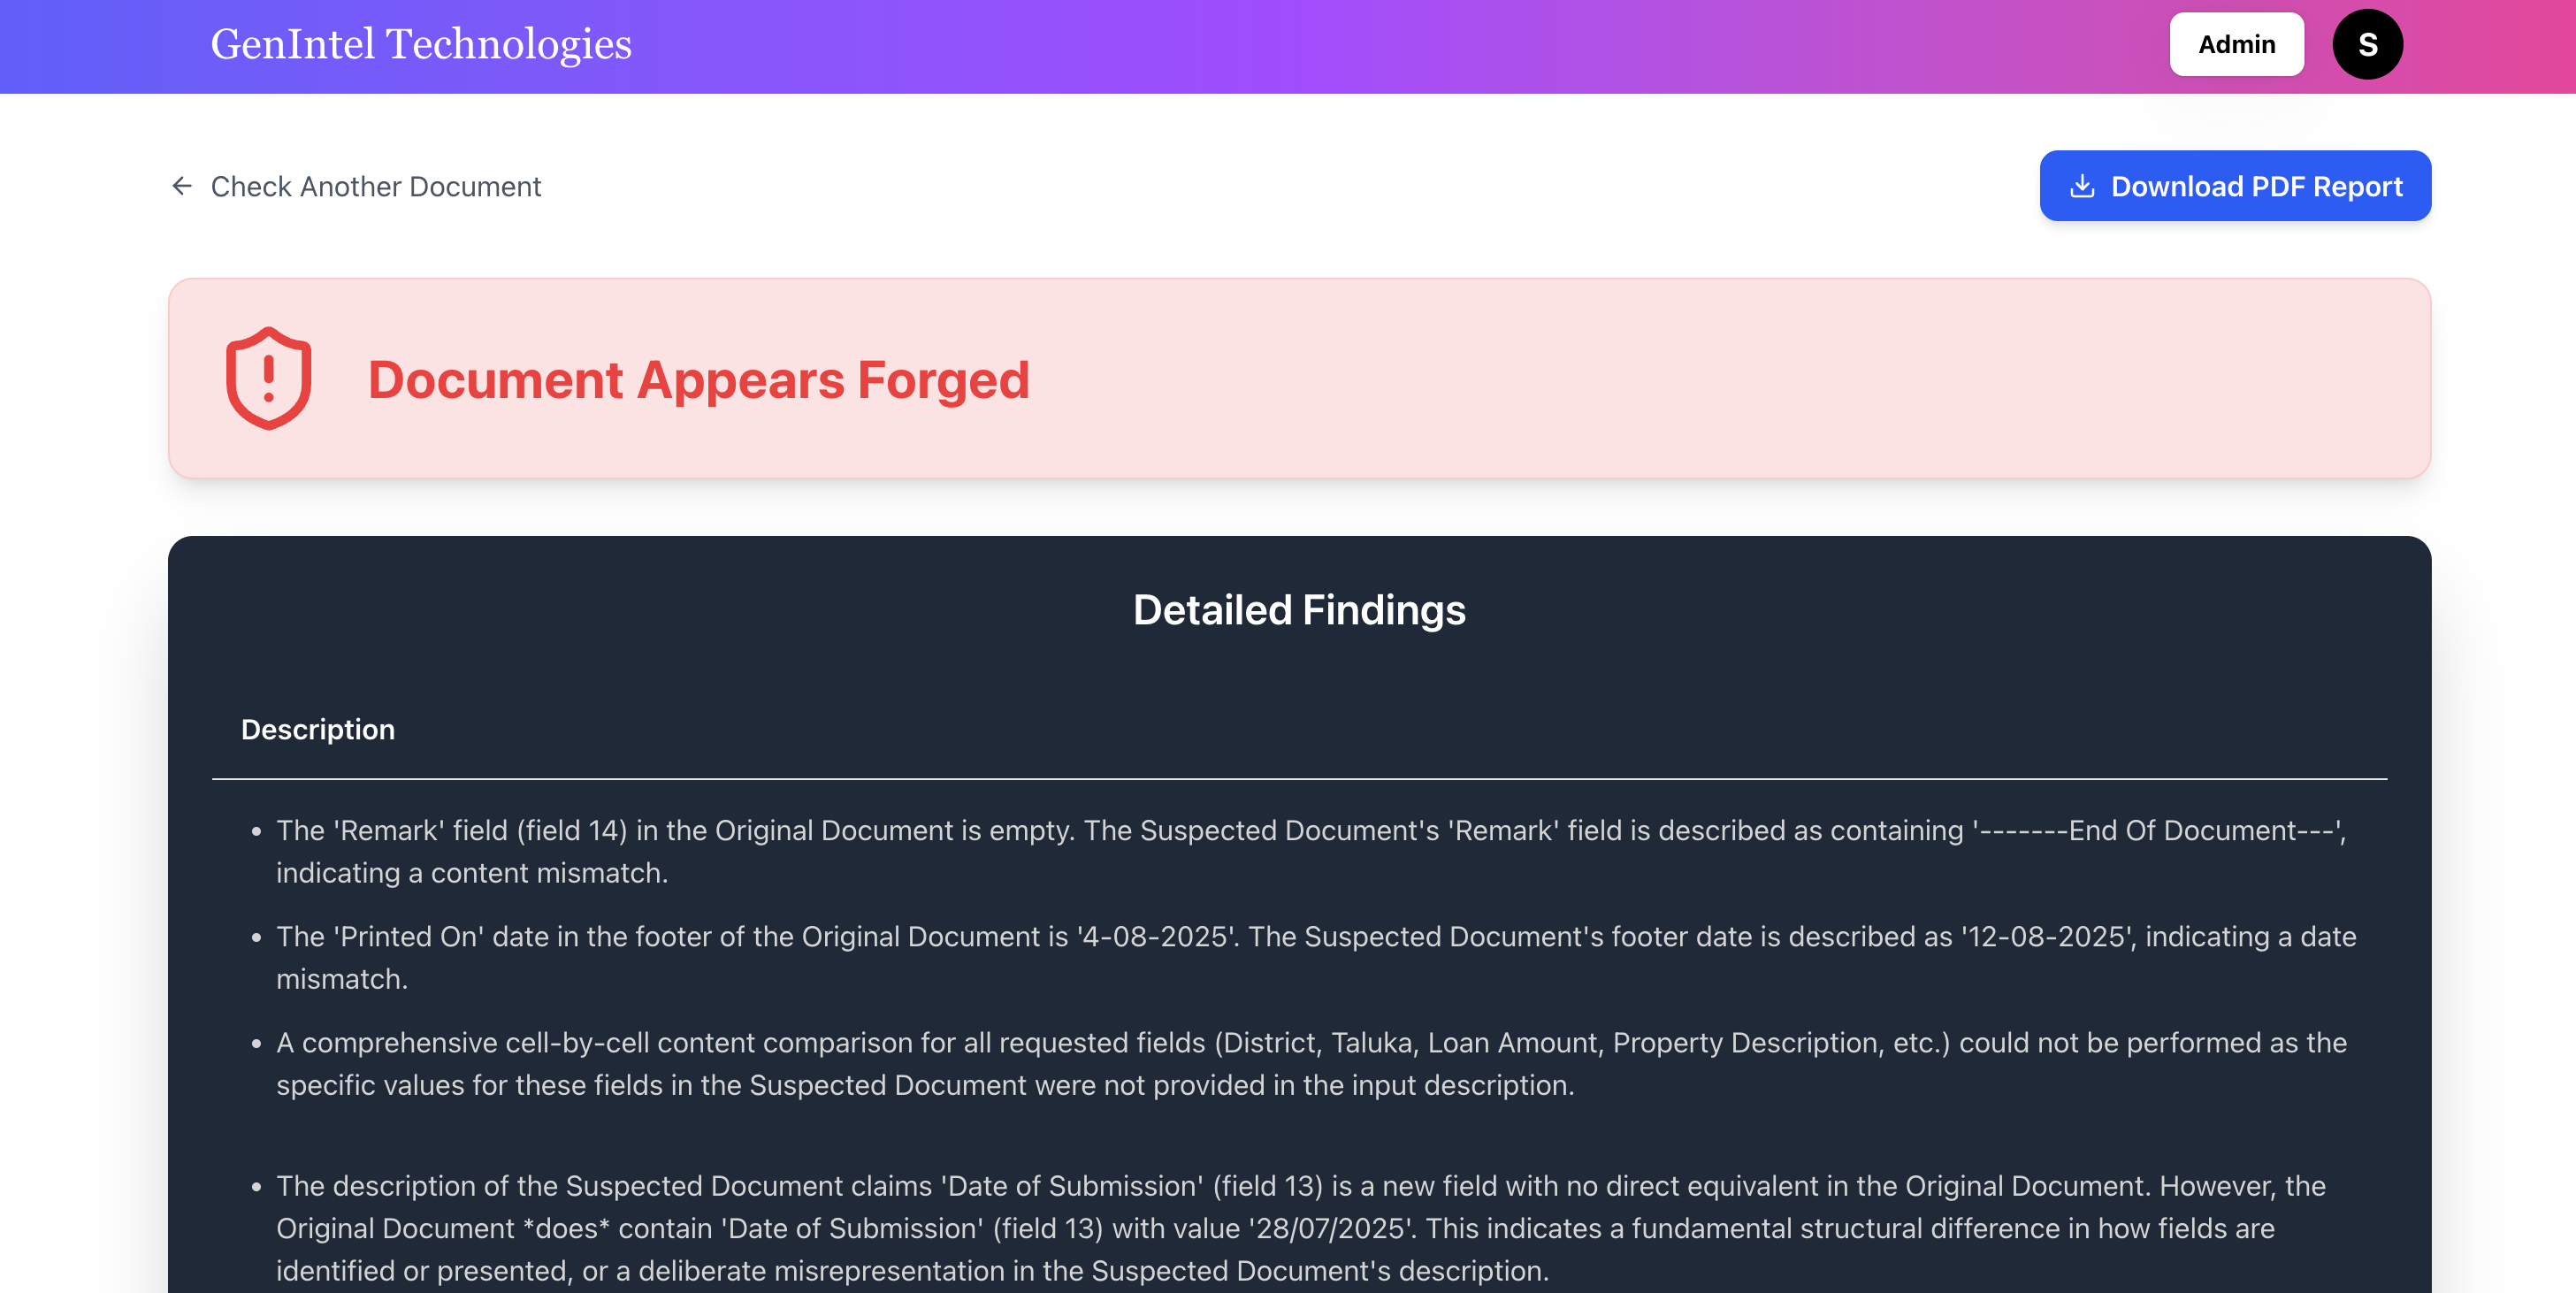 GenIntel Technologies
Admin
S
Check Another Document
Download PDF Report
Document Appears Forged
Detailed Findings
Description
• The 'Remark' field (field 14) in the Original Document is empty. The Suspected Document's 'Remark' field is described as containing '-------End Of Document---',
indicating a content mismatch.
• The 'Printed On' date in the footer of the Original Document is '4-08-2025'. The Suspected Document's footer date is described as '12-08-2025', indicating a date
mismatch.
• A comprehensive cell-by-cell content comparison for all requested fields (District, Taluka, Loan Amount, Property Description, etc.) could not be performed as the
specific values for these fields in the Suspected Document were not provided in the input description.
• The description of the Suspected Document claims 'Date of Submission' (field 13) is a new field with no direct equivalent in the Original Document. However, the
Original Document *does* contain 'Date of Submission' (field 13) with value '28/07/2025'. This indicates a fundamental structural difference in how fields are
identified or presented, or a deliberate misrepresentation in the Suspected Document's description.